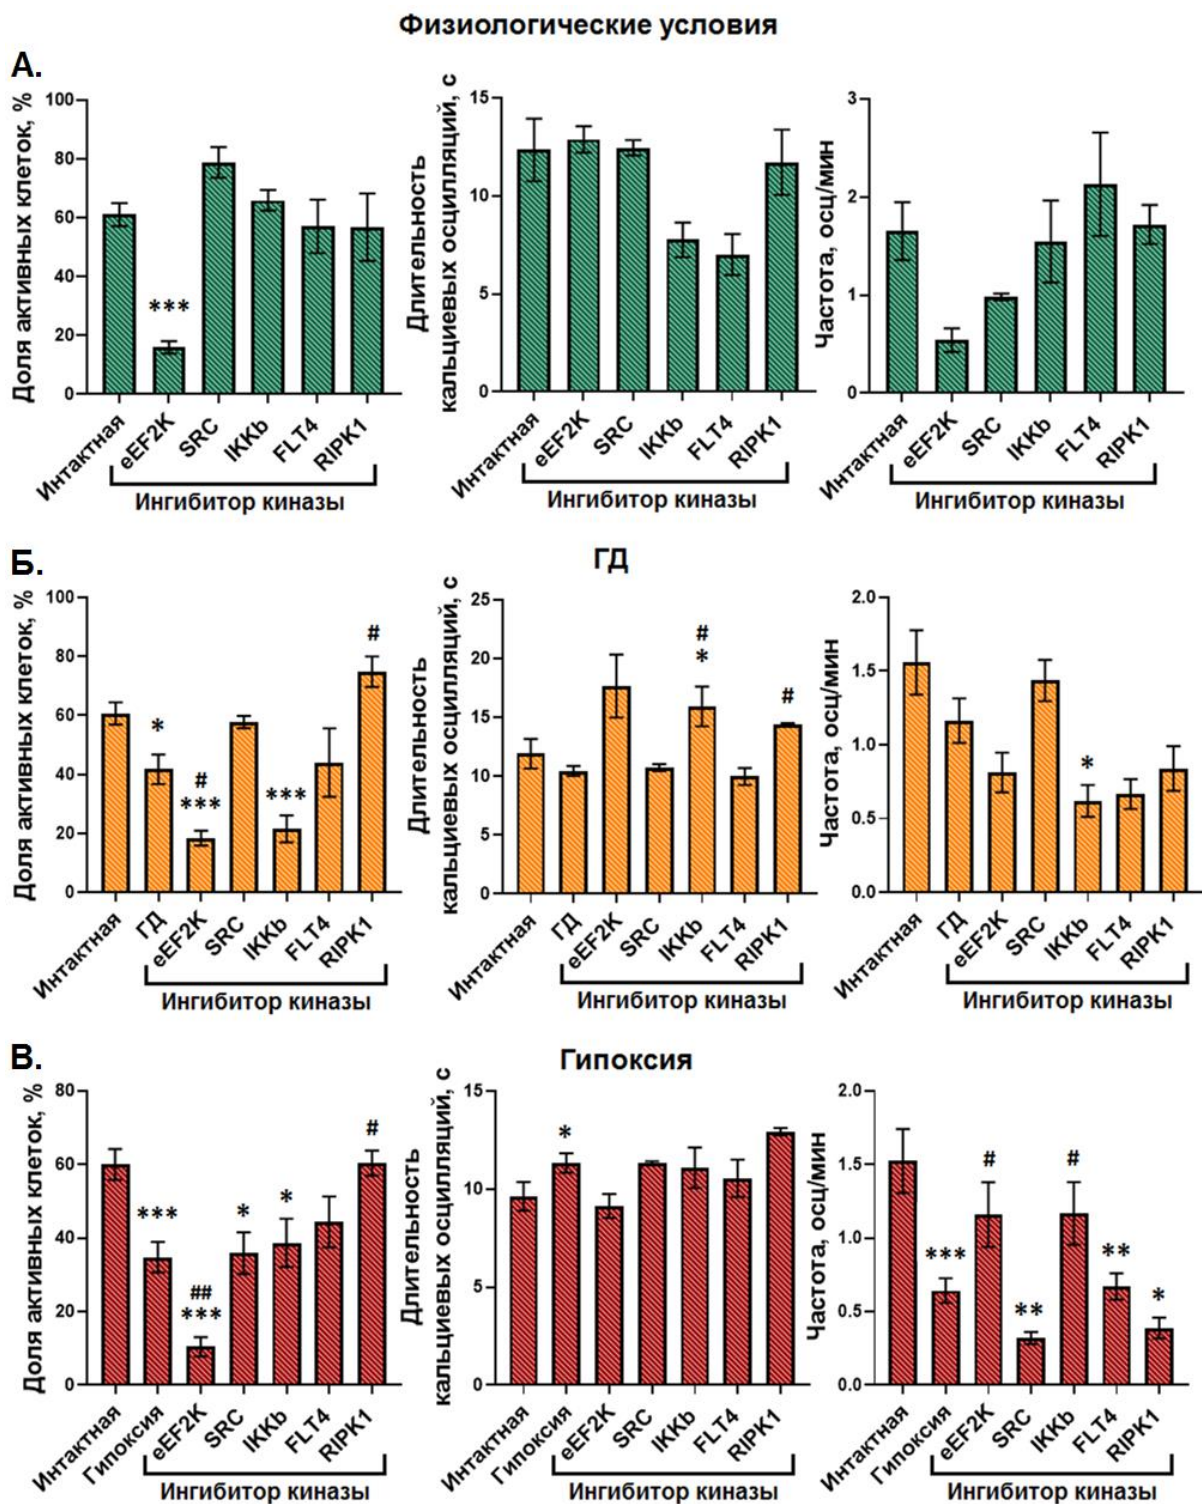 Физиологические условия
А.
Доля активных клеток, %
100
80
60
40
20
0
***
Интактная
eEF2K
SRC
IKKb
FLT4
RIPK1
Ингибитор киназы
Длительность
кальциевых осцилляций, с
15
10
5
0
Интактная
eEF2K
SRC
IKKb
FLT4
RIPK1
Ингибитор киназы
Частота, осц/мин
3
2
1
0
Интактная
eEF2K
SRC
IKKb
FLT4
RIPK1
Ингибитор киназы
Б.
ГД
Доля активных клеток, %
100
80
60
40
20
0
*
#
***
***
#
Интактная
ГД
eEF2K
SRC
IKKb
FLT4
RIPK1
Ингибитор киназы
Длительность
кальциевых осцилляций, с
25
20
15
10
5
0
#
*
#
Интактная
ГД
eEF2K
SRC
IKKb
FLT4
RIPK1
Ингибитор киназы
Частота, осц/мин
2.0
1.5
1.0
0.5
0.0
*
Интактная
ГД
eEF2K
SRC
IKKb
FLT4
RIPK1
Ингибитор киназы
В.
Гипоксия
Доля активных клеток, %
80
60
40
20
0
***
##
***
*
*
#
Интактная
Гипоксия
eEF2K
SRC
IKKb
FLT4
RIPK1
Ингибитор киназы
Длительность
кальциевых осцилляций, с
15
10
5
0
*
Интактная
Гипоксия
eEF2K
SRC
IKKb
FLT4
RIPK1
Ингибитор киназы
Частота, осц/мин
2.0
1.5
1.0
0.5
0.0
***
#
**
#
**
*
Интактная
Гипоксия
eEF2K
SRC
IKKb
FLT4
RIPK1
Ингибитор киназы